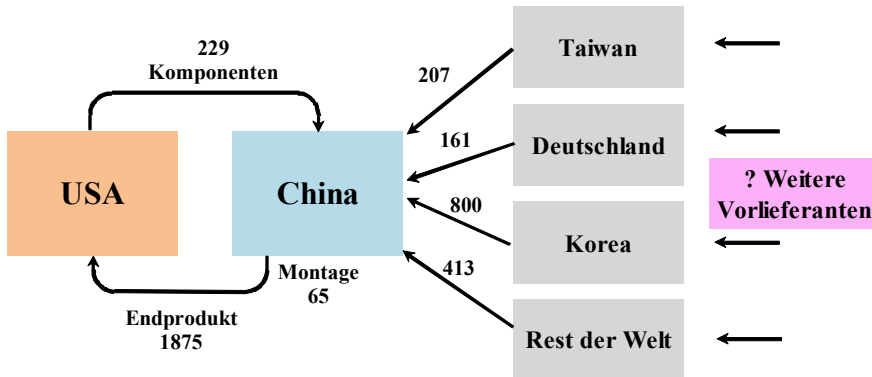 229
Komponenten
USA
China
Montage
65
Endprodukt
1875
207
161
800
413
Taiwan
Deutschland
Korea
Rest der Welt
? Weitere
Vorlieferanten